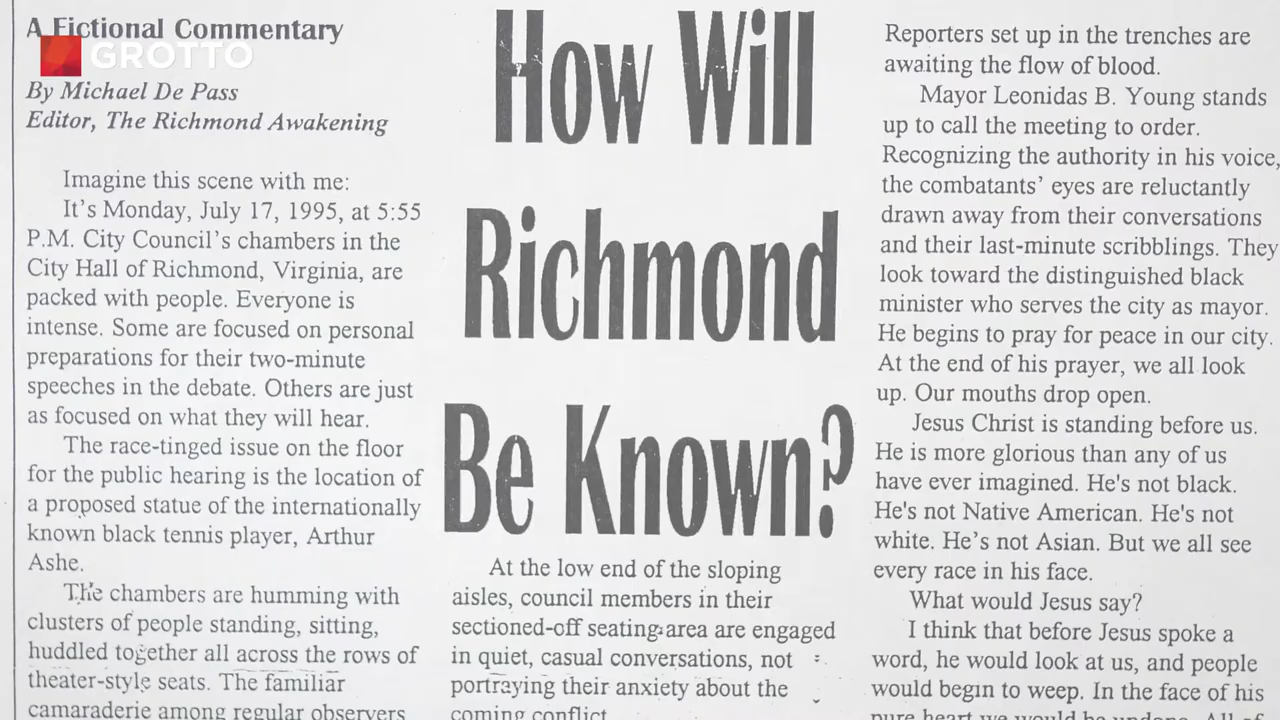 A Fictional Commentary
GROTTO
By Michael De Pass
Editor, The Richmond Awakening
Imagine this scene with me:
It's Monday, July 17, 1995, at 5:55
P.M. City Council's chambers in the
City Hall of Richmond, Virginia, are
packed with people. Everyone is
intense. Some are focused on personal
preparations for their two-minute
speeches in the debate. Others are just
as focused on what they will hear.
The race-tinged issue on the floor
for the public hearing is the location of
a proposed statue of the internationally
known black tennis player, Arthur
Ashe.
The chambers are humming with
clusters of people standing, sitting,
huddled together all across the rows of
theater-style seats. The familiar
camaraderie among regular observers
How Will
Richmond
Be Known?
At the low end of the sloping
aisles, council members in their
sectioned-off seating area are engaged
in quiet, casual conversations, not
portraying their anxiety about the
coming conflict
Reporters set up in the trenches are
awaiting the flow of blood.
Mayor Leonidas B. Young stands
up to call the meeting to order.
Recognizing the authority in his voice,
the combatants' eyes are reluctantly
drawn away from their conversations
and their last-minute scribblings. They
look toward the distinguished black
minister who serves the city as mayor.
He begins to pray for peace in our city.
At the end of his prayer, we all look
up. Our mouths drop open.
Jesus Christ is standing before us.
He is more glorious than any of us
have ever imagined. He's not black.
He's not Native American. He's not
white. He's not Asian. But we all see
every race in his face.
What would Jesus say?
I think that before Jesus spoke a
word, he would look at us, and people
would begin to weep. In the face of his
pure heart we would be undone. All of